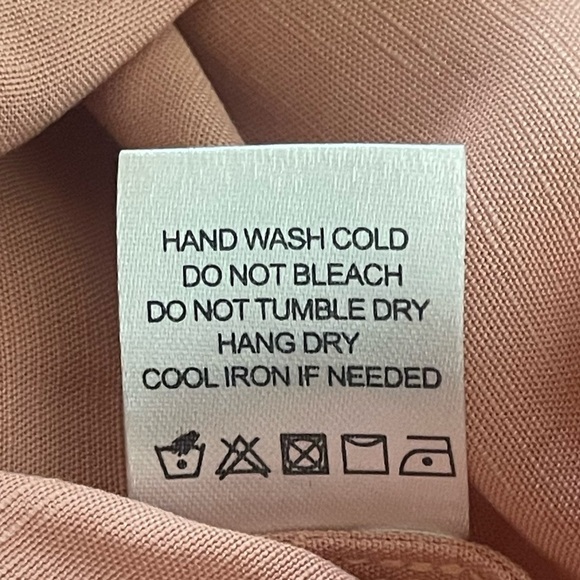 HAND WASH COLD
DO NOT BLEACH
DO NOT TUMBLE DRY
HANG DRY
COOL IRON IF NEEDED